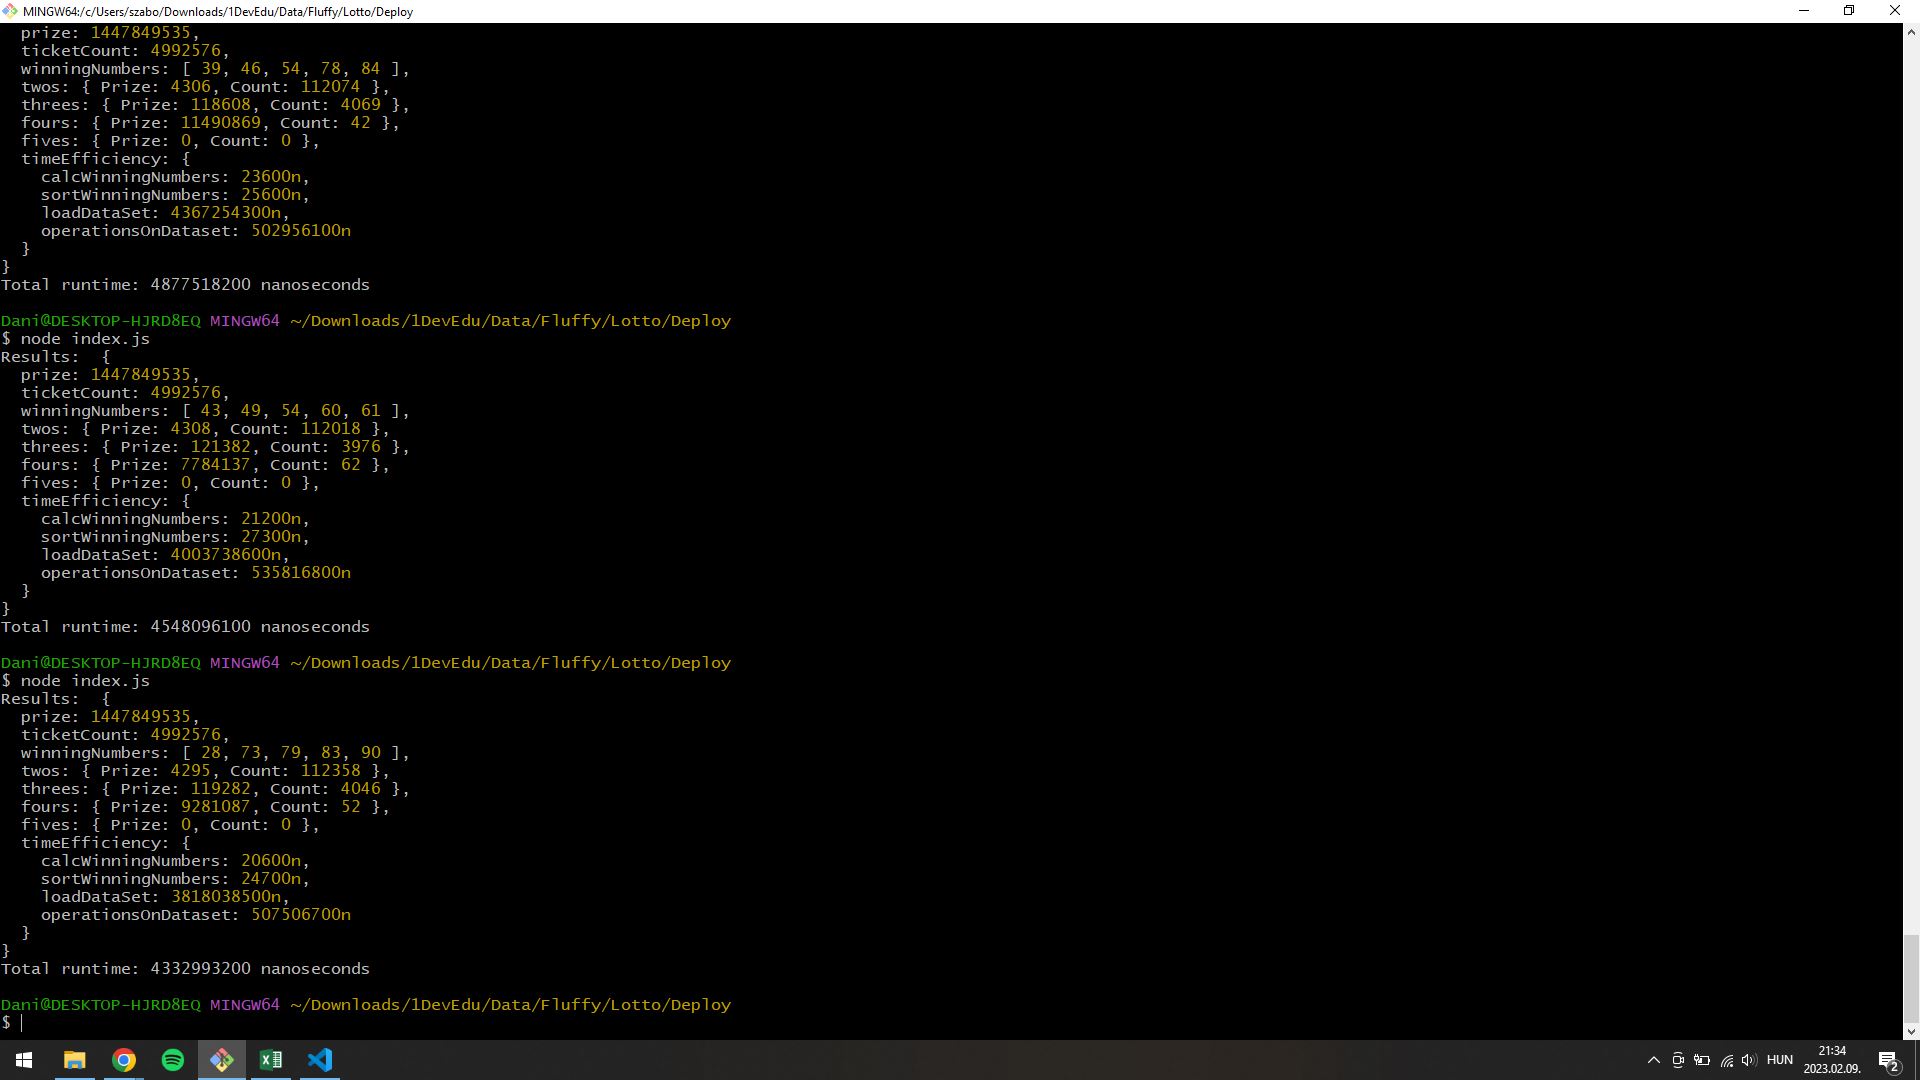 MINGW64:/c/Users/szabo/Downloads/1DevEdu/Data/Fluffy/Lotto/Deploy
prize: 1447849535,
ticketCount: 4992576,
winningNumbers: [ 39, 46, 54, 78, 84 ],
twos: { Prize: 4306, Count: 112074 },
threes: { Prize: 118608, Count: 4069 },
fours: { Prize: 11490869, Count: 42 },
fives: { Prize: 0, Count: 0 },
timeEfficiency: {
calcWinningNumbers: 23600n,
sortWinningNumbers: 25600n,
loadDataSet: 4367254300n,
operationsOnDataset: 502956100n
}
}
Total runtime: 4877518200 nanoseconds
Dani@DESKTOP-HJRD8EQ MINGW64 ~/Downloads/1DevEdu/Data/Fluffy/Lotto/Deploy
$ node index.js
Results:  {
prize: 1447849535,
ticketCount: 4992576,
winningNumbers: [ 43, 49, 54, 60, 61 ],
twos: { Prize: 4308, Count: 112018 },
threes: { Prize: 121382, Count: 3976 },
fours: { Prize: 7784137, Count: 62 },
fives: { Prize: 0, Count: 0 },
timeEfficiency: {
calcWinningNumbers: 21200n,
sortWinningNumbers: 27300n,
loadDataSet: 4003738600n,
operationsOnDataset: 535816800n
}
}
Total runtime: 4548096100 nanoseconds
Dani@DESKTOP-HJRD8EQ MINGW64 ~/Downloads/1DevEdu/Data/Fluffy/Lotto/Deploy
$ node index.js
Results:  {
prize: 1447849535,
ticketCount: 4992576,
winningNumbers: [ 28, 73, 79, 83, 90 ],
twos: { Prize: 4295, Count: 112358 },
threes: { Prize: 119282, Count: 4046 },
fours: { Prize: 9281087, Count: 52 },
fives: { Prize: 0, Count: 0 },
timeEfficiency: {
calcWinningNumbers: 20600n,
sortWinningNumbers: 24700n,
loadDataSet: 3818038500n,
operationsOnDataset: 507506700n
}
}
Total runtime: 4332993200 nanoseconds
Dani@DESKTOP-HJRD8EQ MINGW64 ~/Downloads/1DevEdu/Data/Fluffy/Lotto/Deploy
$
HUN
21:34
2023.02.09.
2